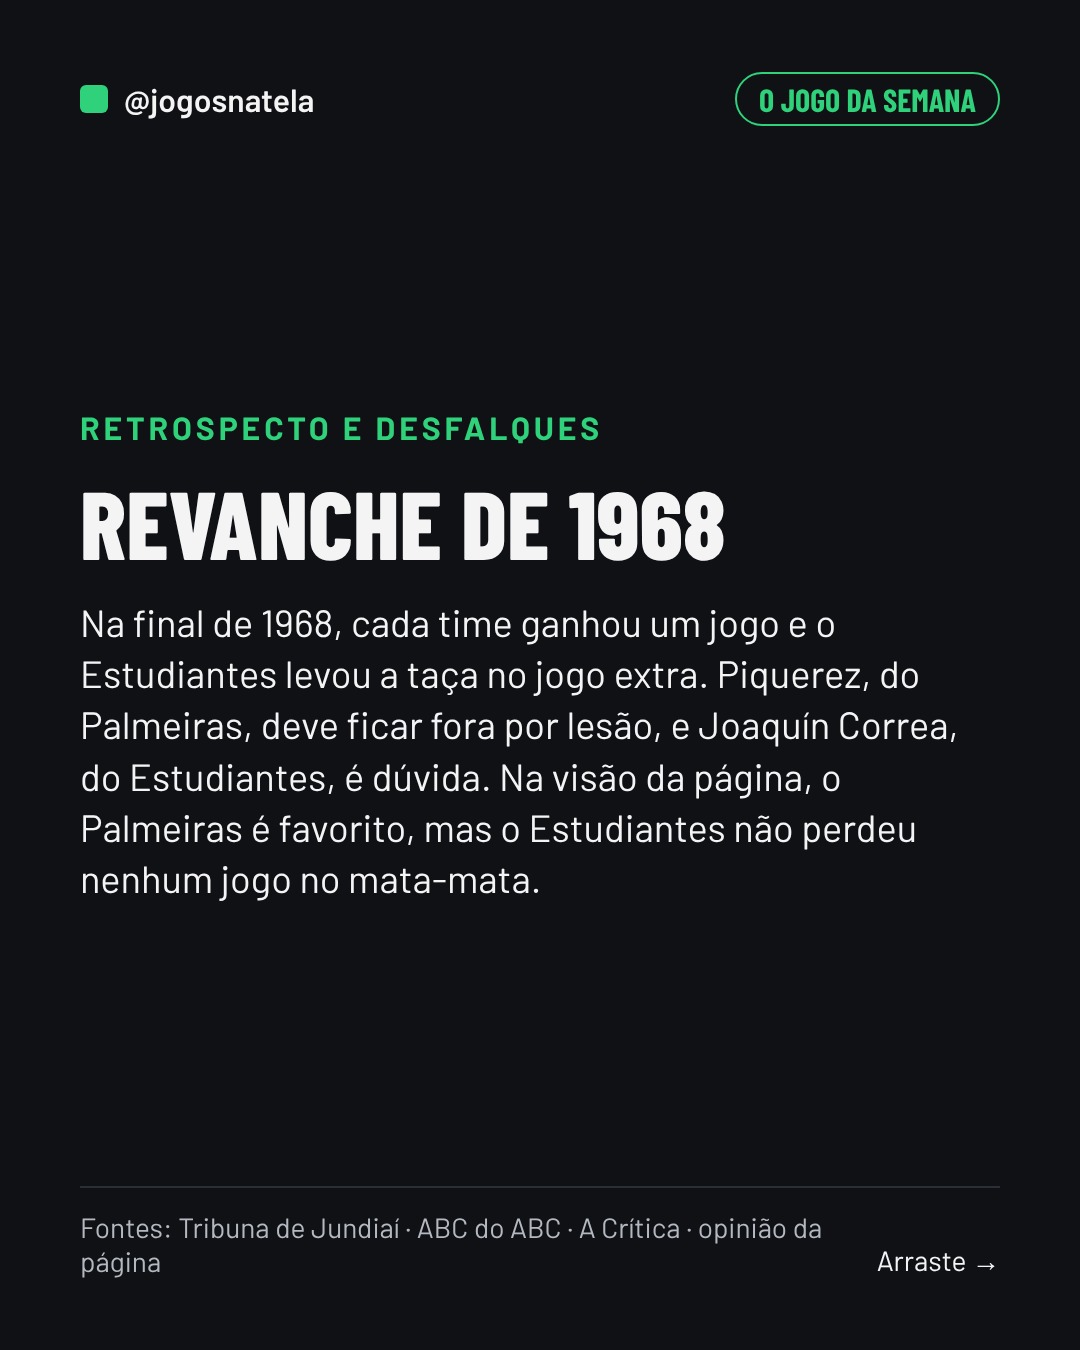 @jogosnatela
O JOGO DA SEMANA
RETROSPECTO E DESFALQUES
REVANCHE DE 1968
Na final de 1968, cada time ganhou um jogo e o
Estudiantes levou a taça no jogo extra. Piquerez, do
Palmeiras, deve ficar fora por lesão, e Joaquín Correa,
do Estudiantes, é dúvida. Na visão da página, o
Palmeiras é favorito, mas o Estudiantes não perdeu
nenhum jogo no mata-mata.
Fontes: Tribuna de Jundiaí · ABC do ABC · A Crítica · opinião da
página
Arraste →